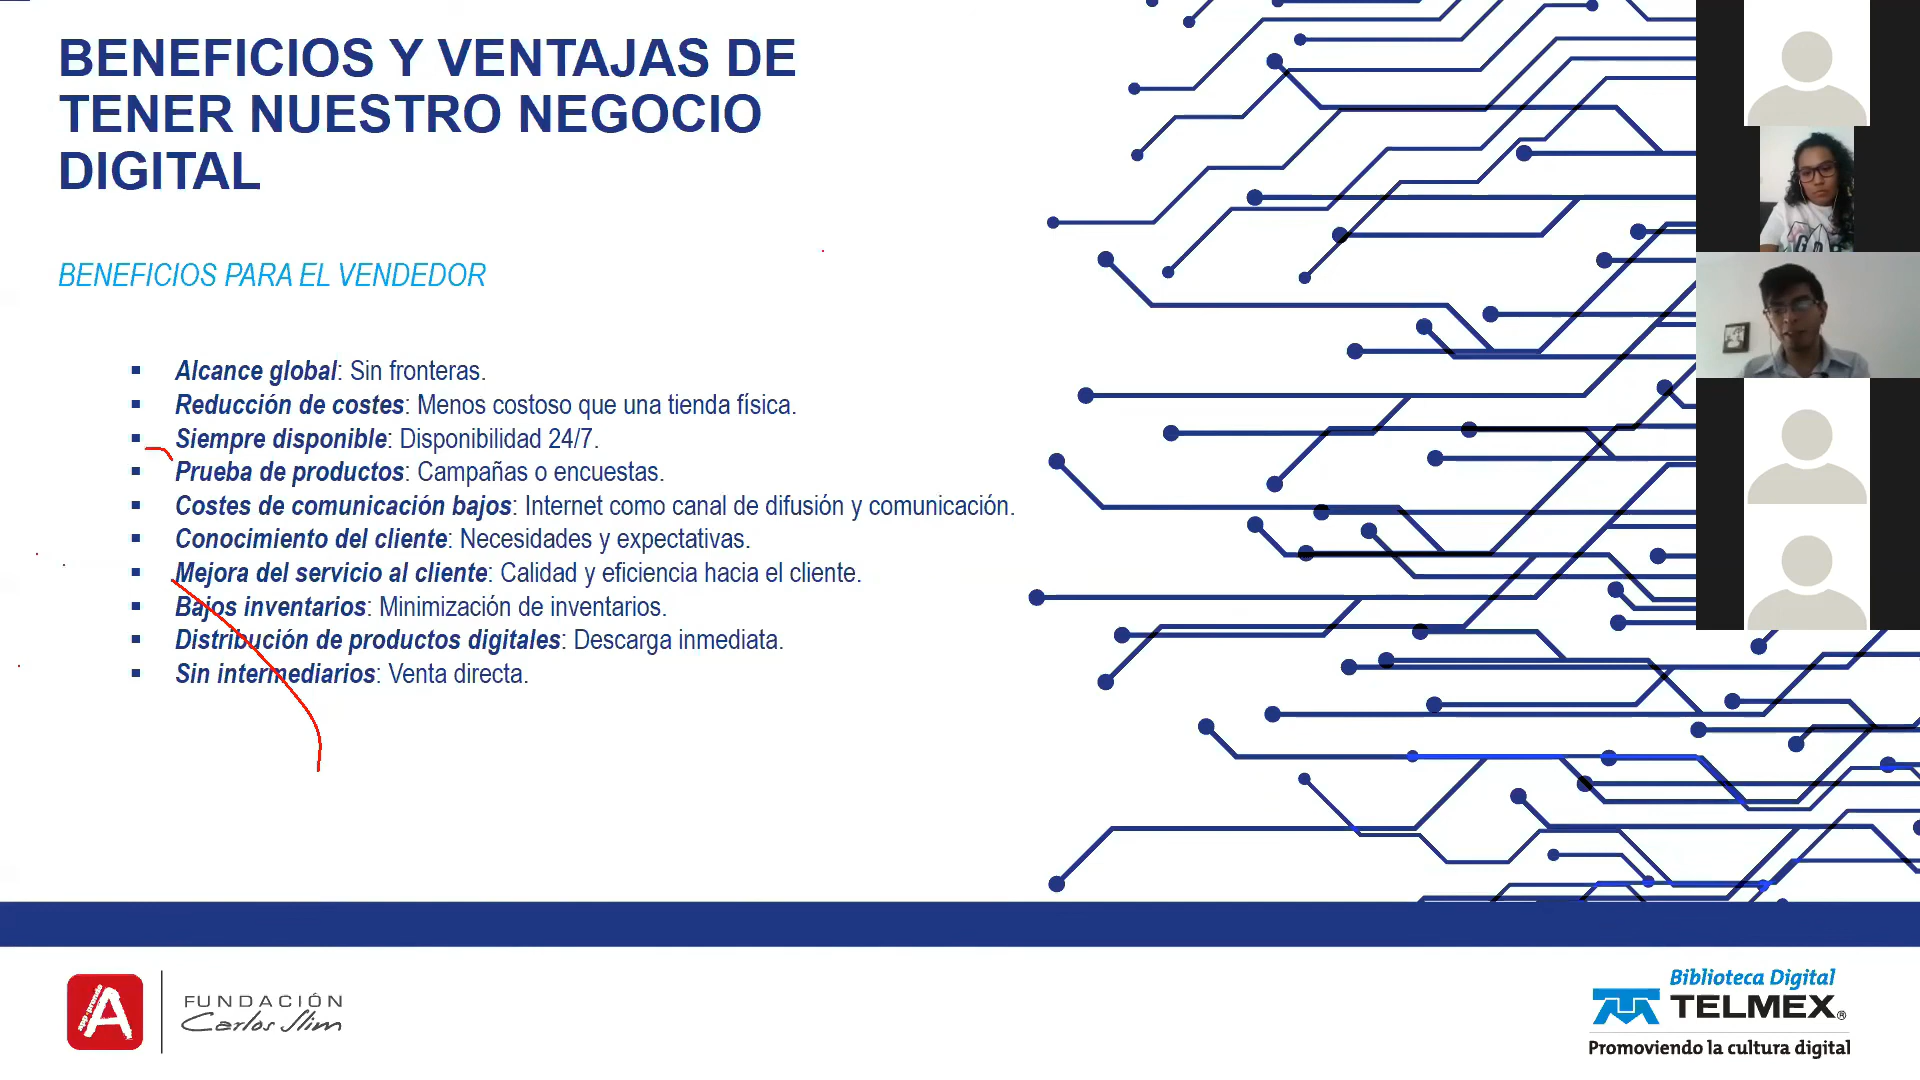 BENEFICIOS Y VENTAJAS DE
TENER NUESTRO NEGOCIO
DIGITAL
BENEFICIOS PARA EL VENDEDOR
▪ Alcance global: Sin fronteras.
▪ Reducción de costes: Menos costoso que una tienda física.
▪ Siempre disponible: Disponibilidad 24/7.
▪ Prueba de productos: Campañas o encuestas.
▪ Costes de comunicación bajos: Internet como canal de difusión y comunicación.
▪ Conocimiento del cliente: Necesidades y expectativas.
▪ Mejora del servicio al cliente: Calidad y eficiencia hacia el cliente.
▪ Bajos inventarios: Minimización de inventarios.
▪ Distribución de productos digitales: Descarga inmediata.
▪ Sin intermediarios: Venta directa.
A
FUNDACIÓN
Carlos Slim
Biblioteca Digital
TELMEX®
Promoviendo la cultura digital